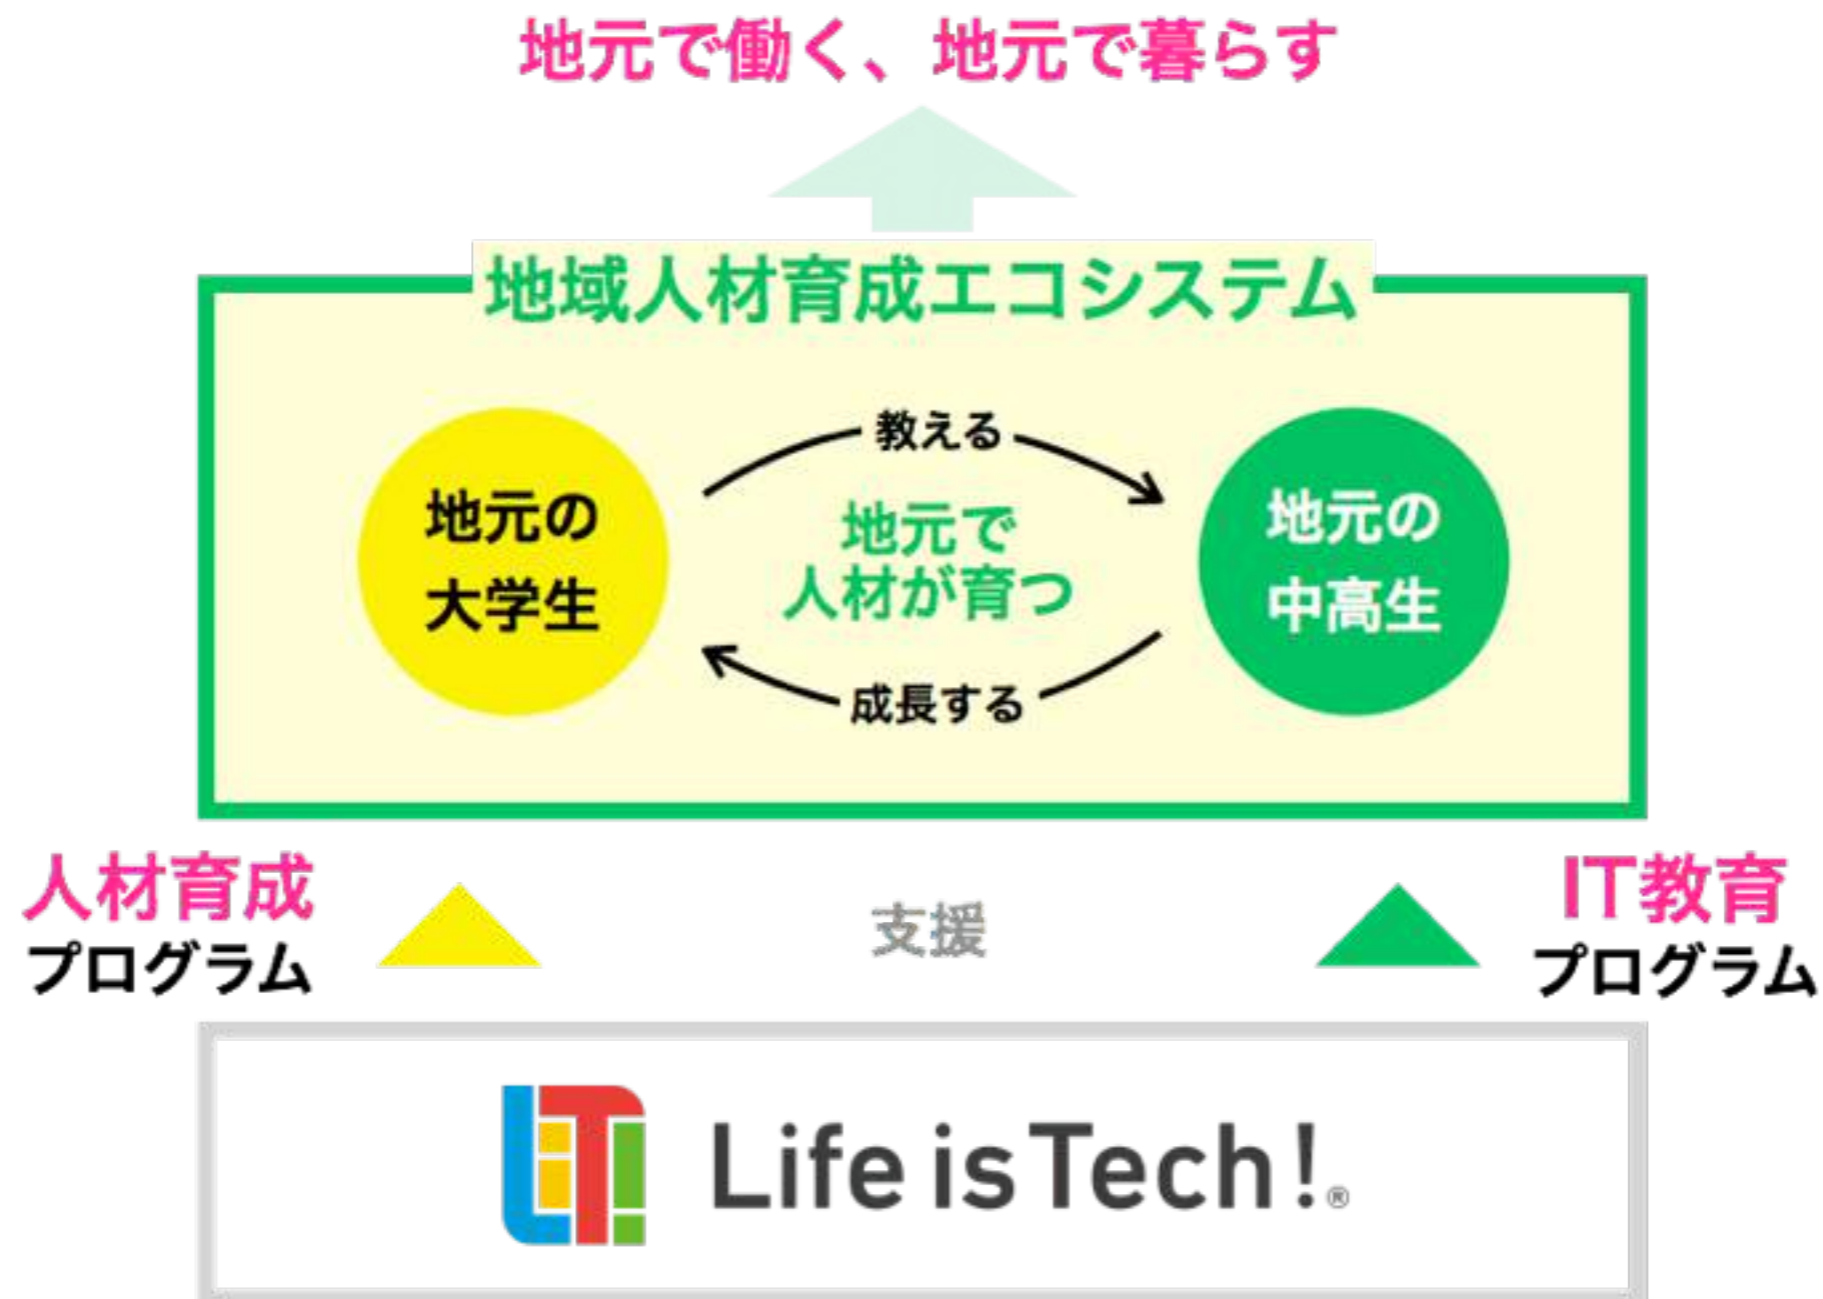 地元で働く、地元で暮らす
地域人材育成エコシステム
教える
地元の
大学生
地元で
人材が育つ
地元の
中高生
成長する
人材育成
プログラム
支援
IT教育
プログラム
LiT! Life is Tech!®